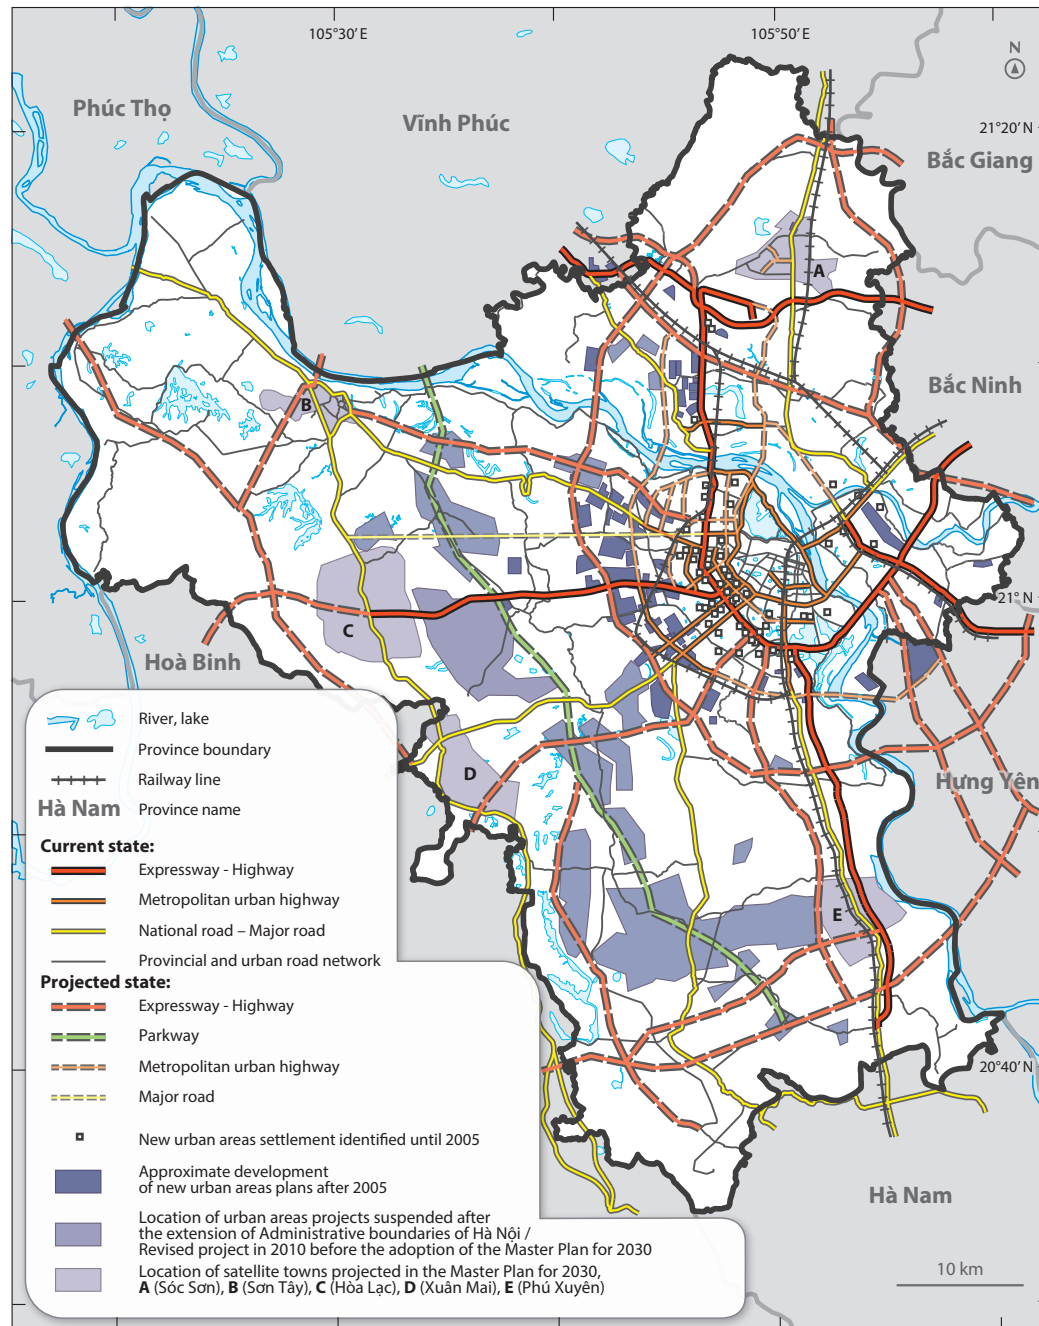 105°30' E
105°50' E
N
Phúc Thọ
Vĩnh Phúc
21°20' N
Bắc Giang
A
Bắc Ninh
B
21° N
C
Hoà Binh
D
Hưng Yên
E
20°40' N
Hà Nam
10 km
River, lake
Province boundary
Railway line
Hà Nam Province name
Current state:
Expressway - Highway
Metropolitan urban highway
National road – Major road
Provincial and urban road network
Projected state:
Expressway - Highway
Parkway
Metropolitan urban highway
Major road
New urban areas settlement identified until 2005
Approximate development
of new urban areas plans after 2005
Location of urban areas projects suspended after
the extension of Administrative boundaries of Hà Nội /
Revised project in 2010 before the adoption of the Master Plan for 2030
Location of satellite towns projected in the Master Plan for 2030,
A (Sóc Sơn), B (Sơn Tây), C (Hòa Lạc), D (Xuân Mai), E (Phú Xuyên)